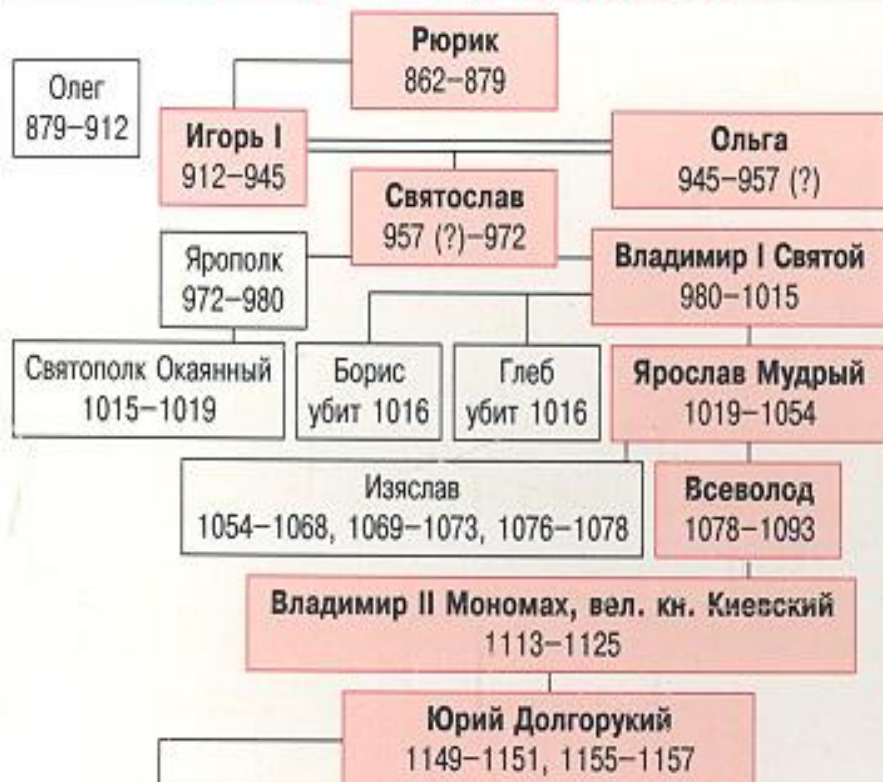 Рюрик
862–879
Олег
879–912
Игорь I
912–945
Ольга
945–957 (?)
Святослав
957 (?)–972
Ярополк
972–980
Владимир I Святой
980–1015
Святополк Окаянный
1015–1019
Борис
убит 1016
Глеб
убит 1016
Ярослав Мудрый
1019–1054
Изяслав
1054–1068, 1069–1073, 1076–1078
Всеволод
1078–1093
Владимир II Мономах, вел. кн. Киевский
1113–1125
Юрий Долгорукий
1149–1151, 1155–1157